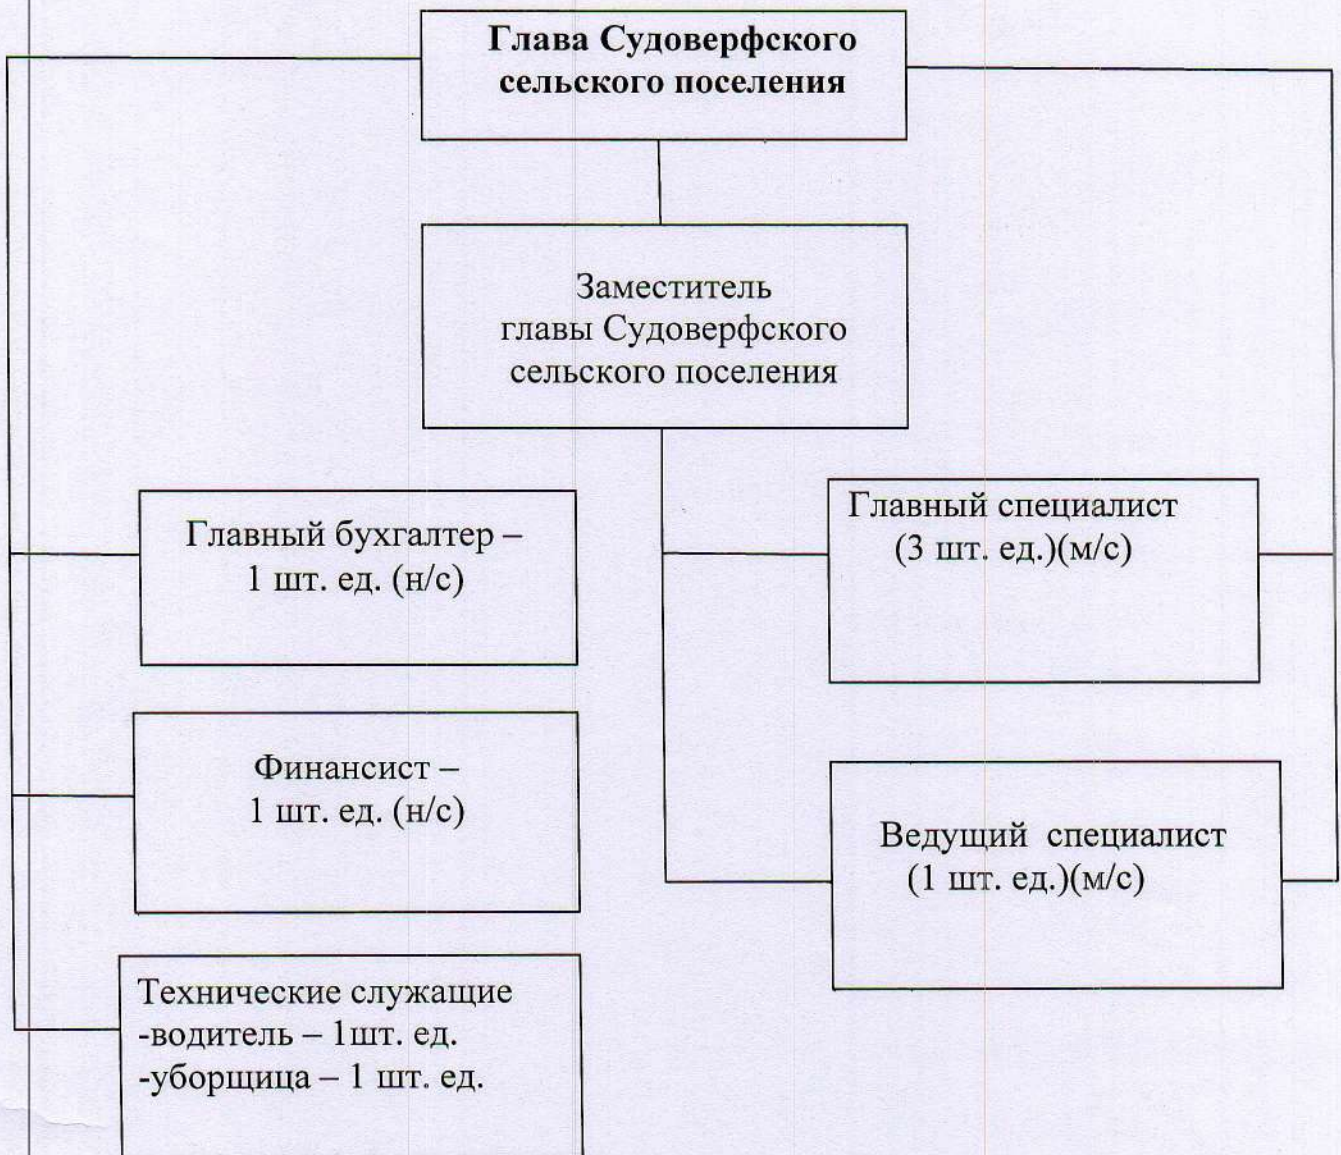 Глава Судоверфского
сельского поселения
Заместитель
главы Судоверфского
сельского поселения
Главный бухгалтер –
1 шт. ед. (н/с)
Главный специалист
(3 шт. ед.)(м/с)
Финансист –
1 шт. ед. (н/с)
Ведущий специалист
(1 шт. ед.)(м/с)
Технические служащие
-водитель – 1шт. ед.
-уборщица – 1 шт. ед.